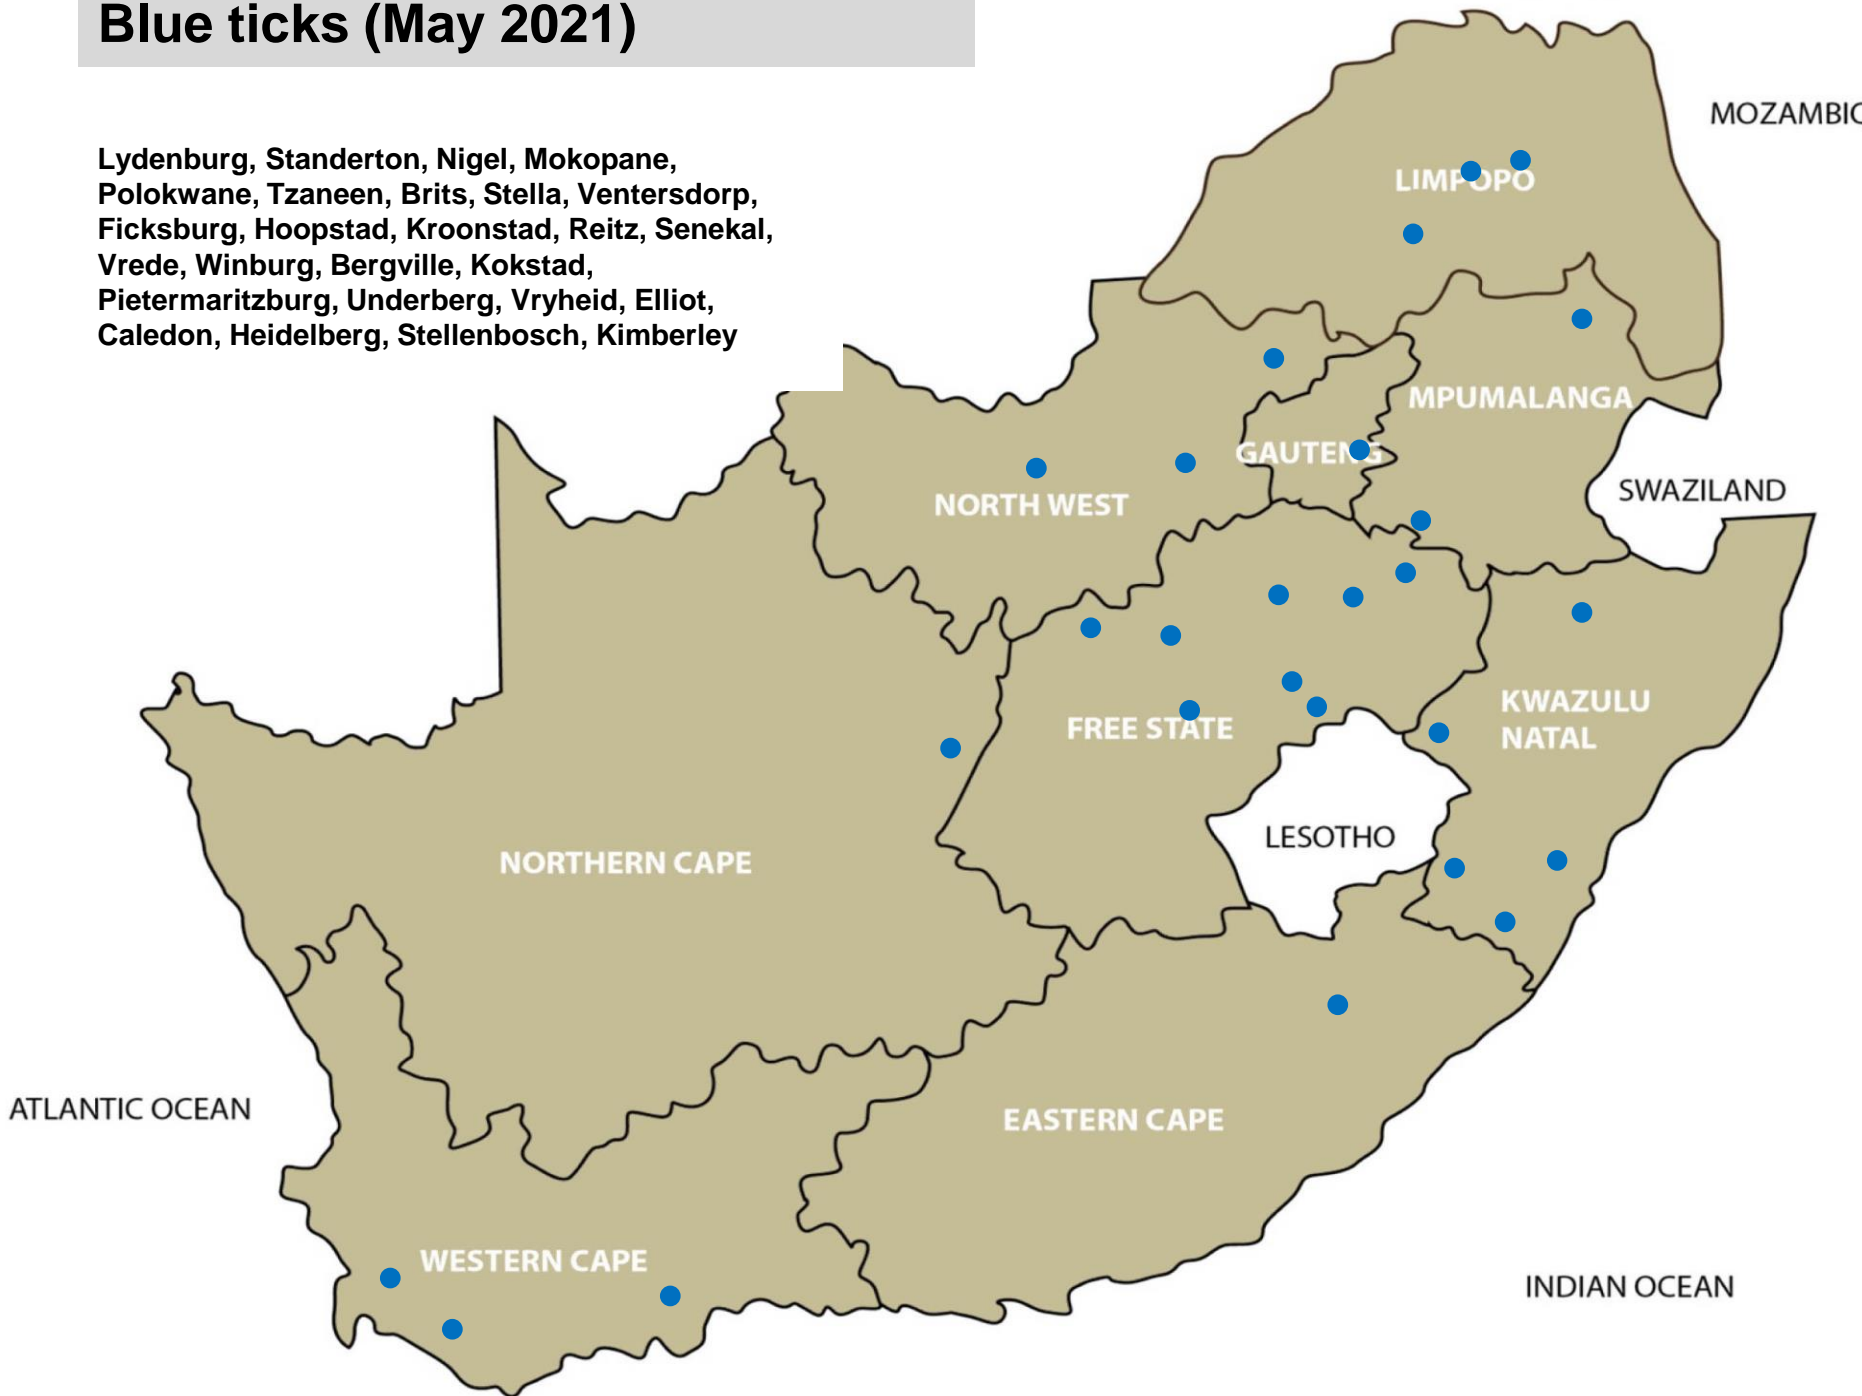 Blue ticks (May 2021)
Lydenburg, Standerton, Nigel, Mokopane,
Polokwane, Tzaneen, Brits, Stella, Ventersdorp,
Ficksburg, Hoopstad, Kroonstad, Reitz, Senekal,
Vrede, Winburg, Bergville, Kokstad,
Pietermaritzburg, Underberg, Vryheid, Elliot,
Caledon, Heidelberg, Stellenbosch, Kimberley
MOZAMBIC
LIMPOPO
MPUMALANGA
GAUTENG
SWAZILAND
NORTH WEST
KWAZULU
NATAL
FREE STATE
LESOTHO
NORTHERN CAPE
ATLANTIC OCEAN
EASTERN CAPE
WESTERN CAPE
INDIAN OCEAN